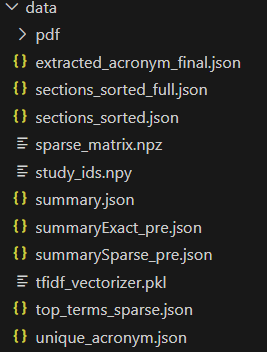 data
pdf
extracted_acronym_final.json
sections_sorted_full.json
sections_sorted.json
sparse_matrix.npz
study_ids.npy
summary.json
summaryExact_pre.json
summarySparse_pre.json
tfidf_vectorizer.pkl
top_terms_sparse.json
unique_acronym.json